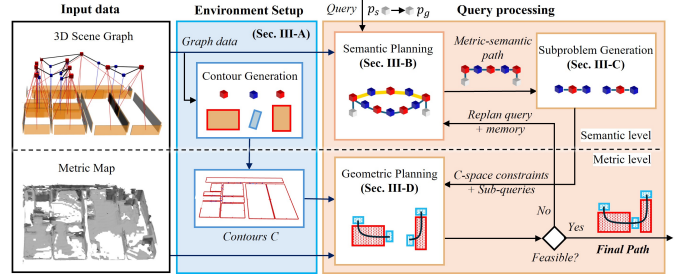 Input data
Environment Setup
Query
p_s → p_g
Query processing
3D Scene Graph
Graph data
(Sec. III-A)
Contour Generation
Semantic Planning
(Sec. III-B)
Metric-semantic
path
Subproblem Generation
(Sec. III-C)
Replan query
+ memory
Semantic level
Metric level
Metric Map
Contours C
Geometric Planning
(Sec. III-D)
C-space constraints
+ Sub-queries
No
Yes
Feasible?
Final Path